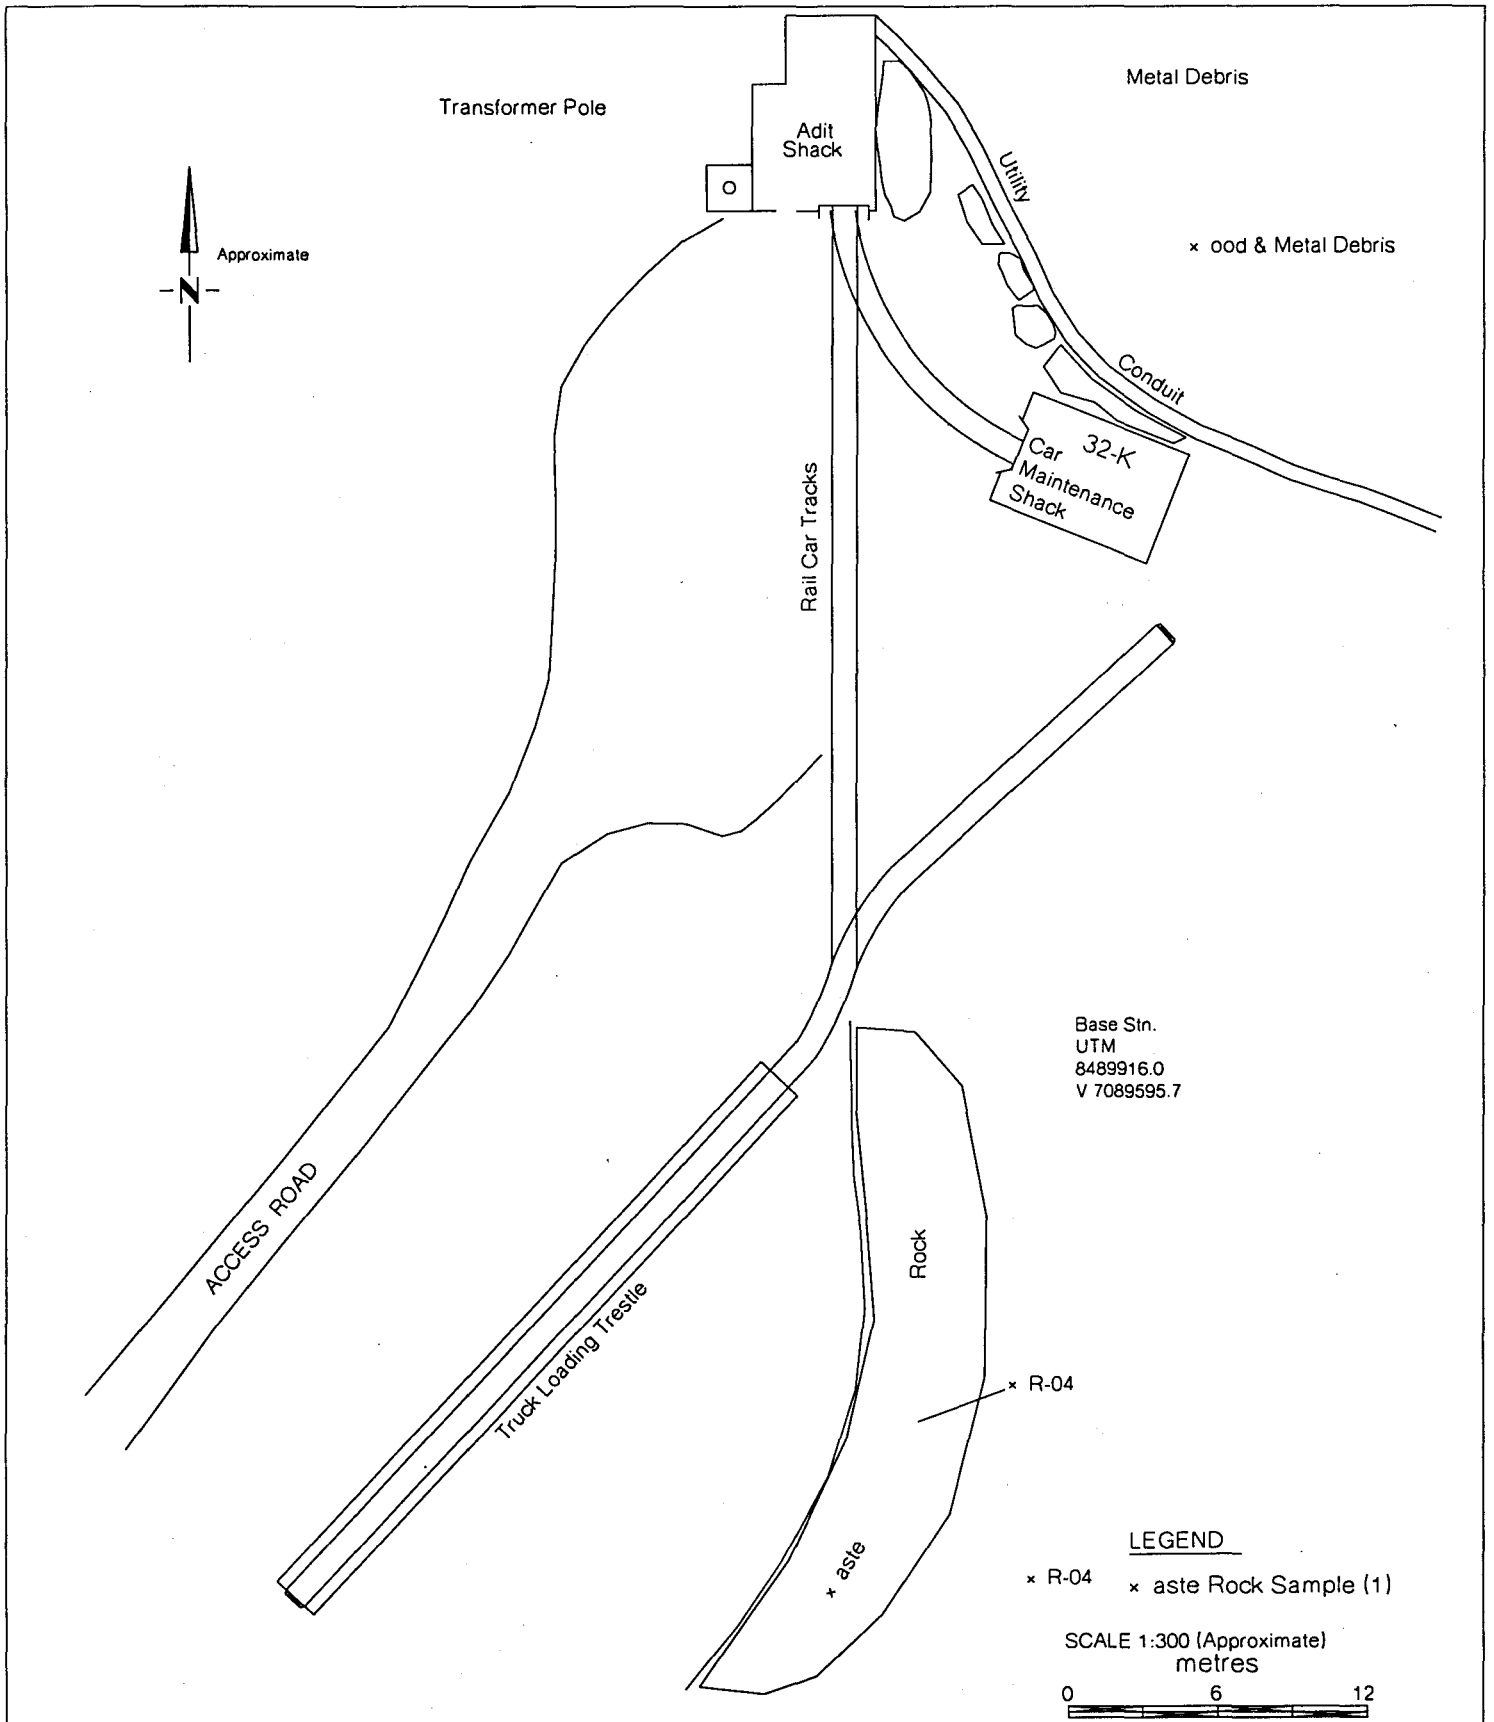 Metal Debris
Transformer Pole
Adit
Shack
Utility
Approximate
N
× ood & Metal Debris
Conduit
32-K
Car
Maintenance
Shack
Rail Car Tracks
Base Stn.
UTM
8489916.0
V 7089595.7
ACCESS ROAD
Rock
Truck Loading Trestle
× R-04
× aste
LEGEND
× R-04 × aste Rock Sample (1)
SCALE 1:300 (Approximate)
metres
0 6 12